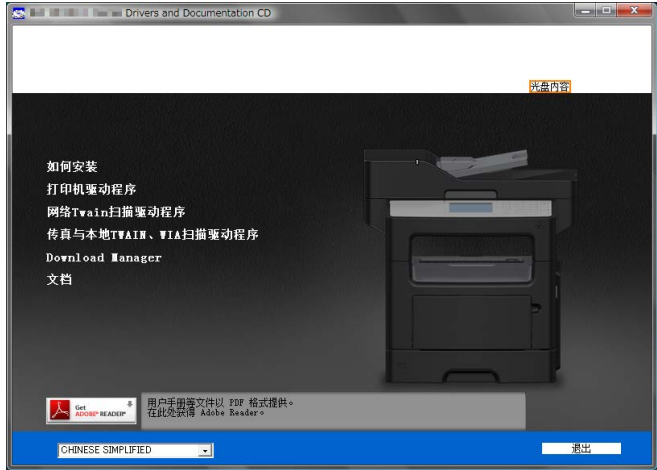 Drivers and Documentation CD
光盘内容
如何安装
打印机驱动程序
网络Twain扫描驱动程序
传真与本地TWAIN、WIA扫描驱动程序
Download Manager
文档
Get
ADOBE® READER®
用户手册等文件以 PDF 格式提供。
在此处获得 Adobe Reader。
CHINESE SIMPLIFIED
退出